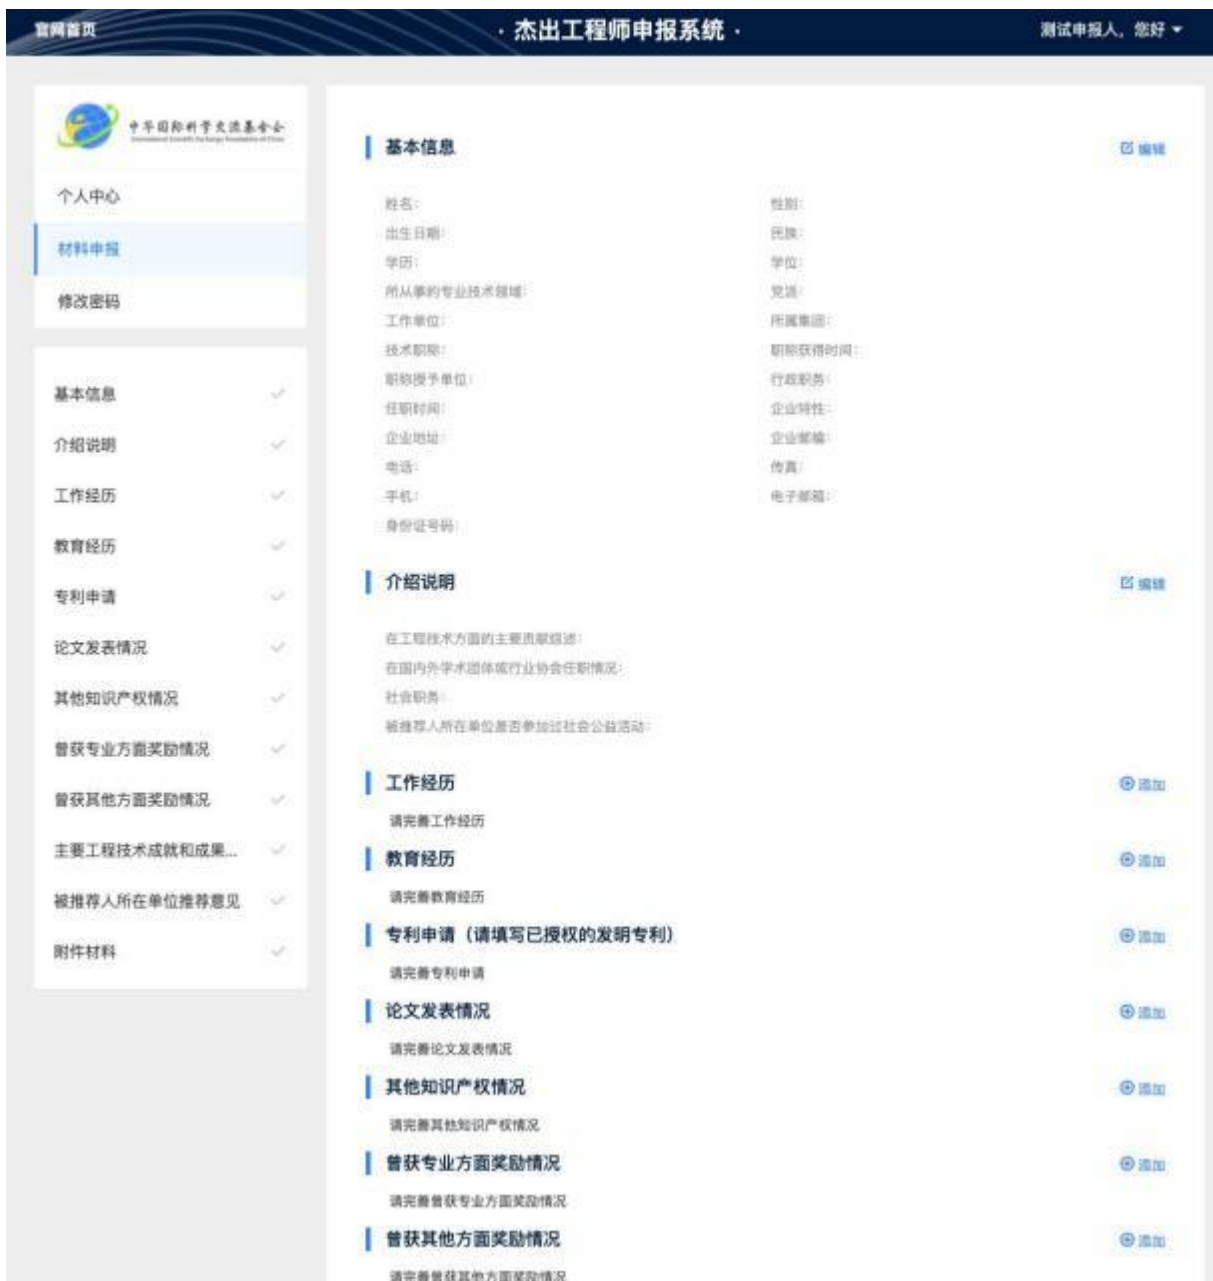 官网首页
· 杰出工程师申报系统 ·
测试申报人，您好
中华国际科学交流基金会
International Scientific Exchange Foundation of China
个人中心
材料申报
修改密码
基本信息
介绍说明
工作经历
教育经历
专利申请
论文发表情况
其他知识产权情况
曾获专业方面奖励情况
曾获其他方面奖励情况
主要工程技术成就和成果...
被推荐人所在单位推荐意见
附件材料
基本信息 编辑
姓名： 性别：
出生日期： 民族：
学历： 学位：
所从事的专业技术领域： 党派：
工作单位： 所属集团：
技术职称： 职称获得时间：
职称授予单位： 行政职务：
任职时间： 企业特性：
企业地址： 企业邮编：
电话： 传真：
手机： 电子邮箱：
身份证号码：
介绍说明 编辑
在工程技术方面的主要贡献综述：
在国内外学术团体或行业协会任职情况：
社会职务：
被推荐人所在单位是否参加过社会公益活动：
工作经历 添加
请完善工作经历
教育经历 添加
请完善教育经历
专利申请（请填写已授权的发明专利） 添加
请完善专利申请
论文发表情况 添加
请完善论文发表情况
其他知识产权情况 添加
请完善其他知识产权情况
曾获专业方面奖励情况 添加
请完善曾获专业方面奖励情况
曾获其他方面奖励情况 添加
请完善曾获其他方面奖励情况